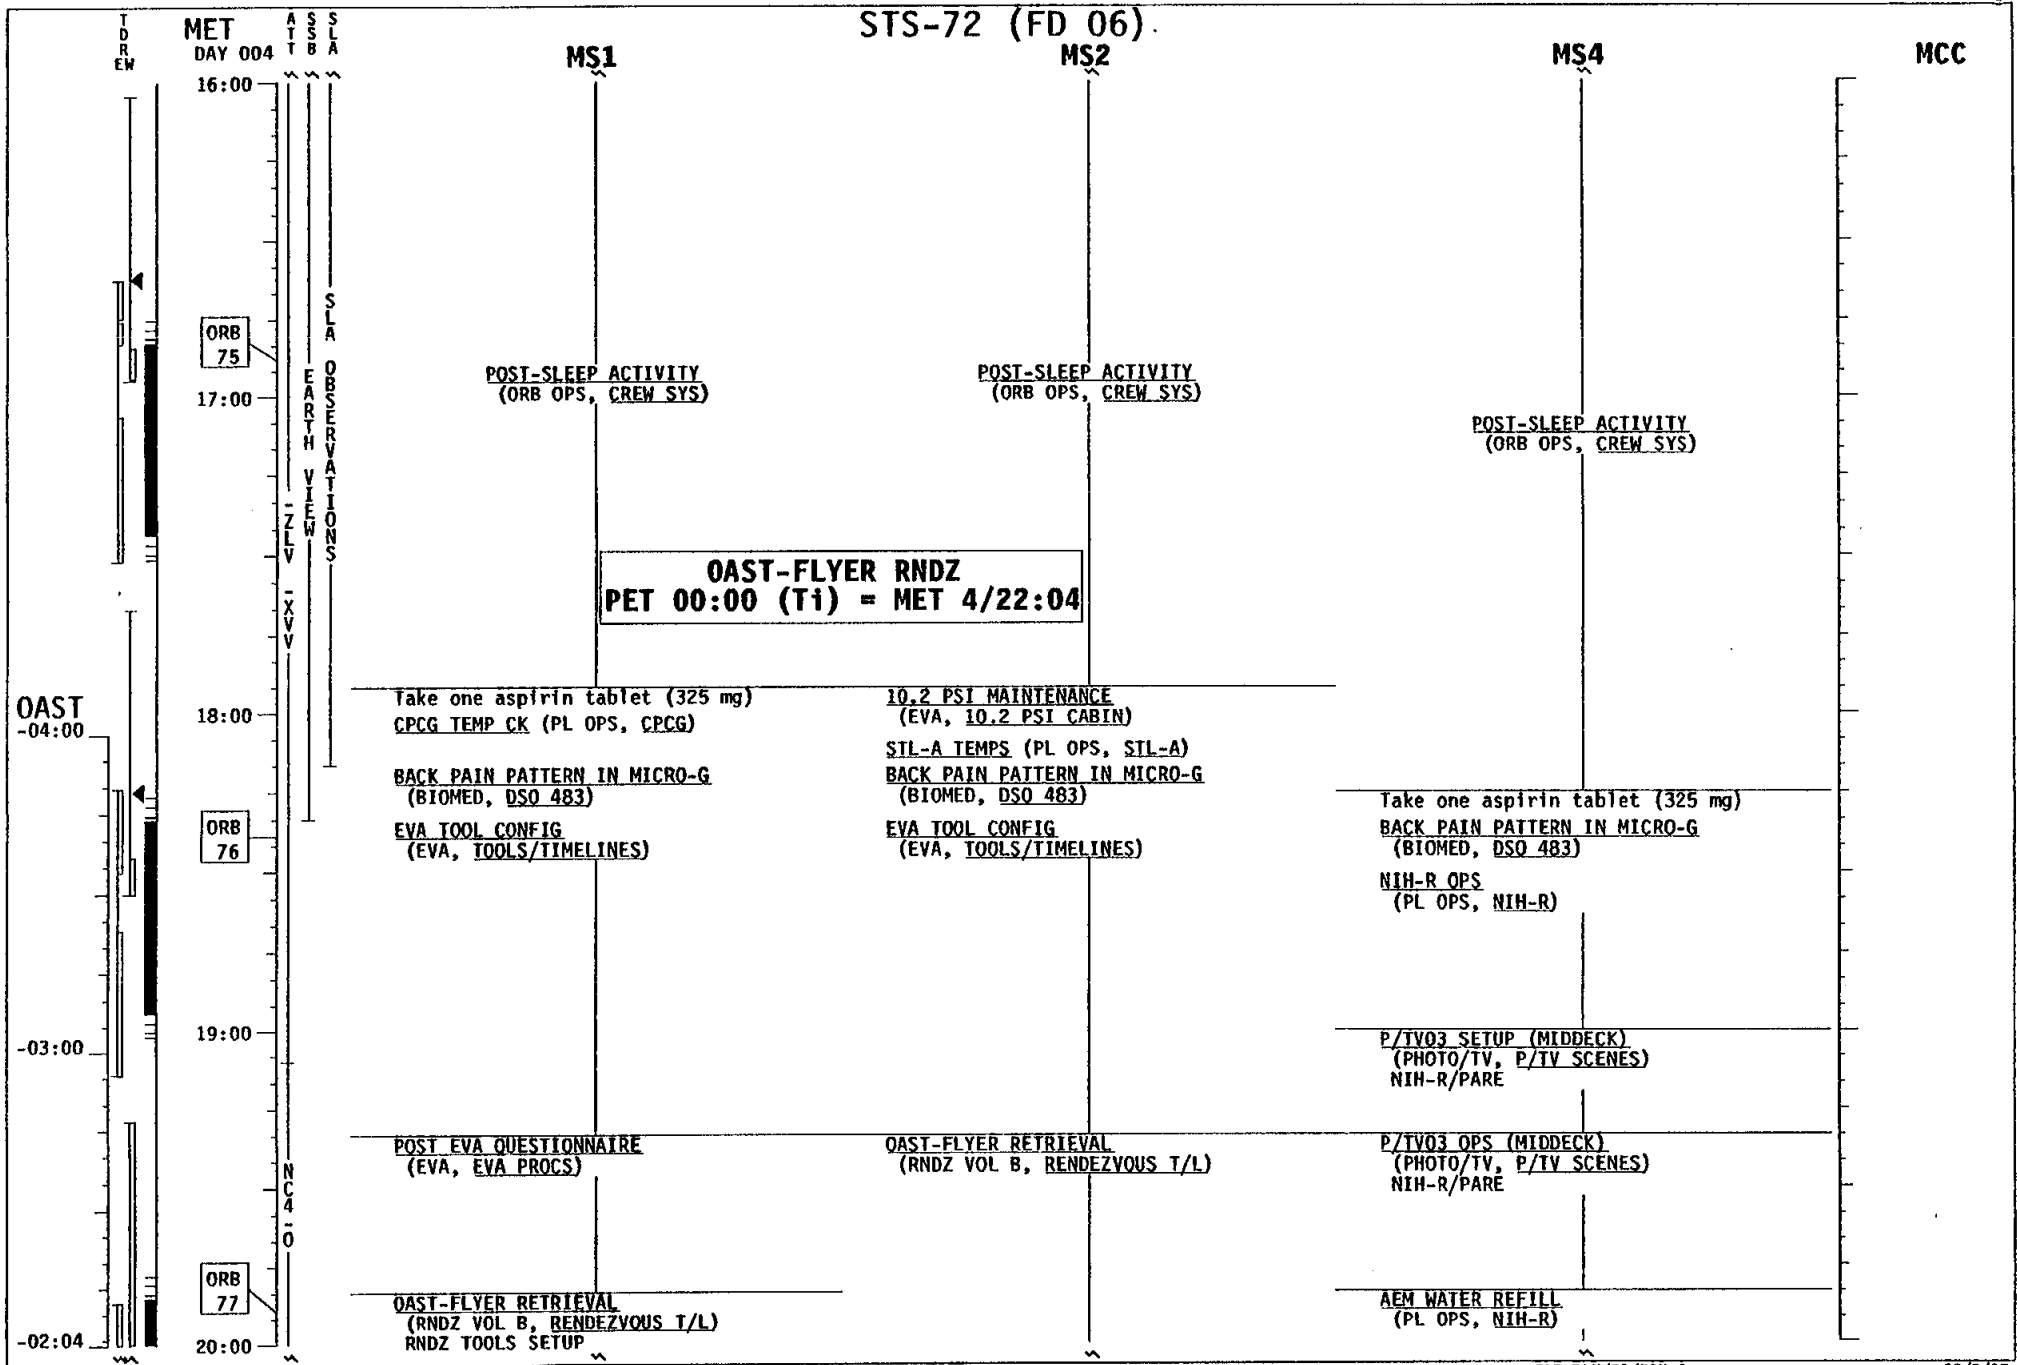 STS-72 (FD 06)
TDRE EW
MET
DAY 004
ATT
SSB
SLA
MS1
MS2
MS4
MCC
16:00
ORB
75
17:00
-ZLV -XVV
EARTH VIEW
SLA OBSERVATIONS
POST-SLEEP ACTIVITY
(ORB OPS, CREW SYS)
POST-SLEEP ACTIVITY
(ORB OPS, CREW SYS)
POST-SLEEP ACTIVITY
(ORB OPS, CREW SYS)
OAST-FLYER RNDZ
PET 00:00 (Ti) = MET 4/22:04
OAST
-04:00
18:00
Take one aspirin tablet (325 mg)
CPCG TEMP CK (PL OPS, CPCG)
BACK PAIN PATTERN IN MICRO-G
(BIOMED, DSO 483)
EVA TOOL CONFIG
(EVA, TOOLS/TIMELINES)
10.2 PSI MAINTENANCE
(EVA, 10.2 PSI CABIN)
STL-A TEMPS (PL OPS, STL-A)
BACK PAIN PATTERN IN MICRO-G
(BIOMED, DSO 483)
EVA TOOL CONFIG
(EVA, TOOLS/TIMELINES)
Take one aspirin tablet (325 mg)
BACK PAIN PATTERN IN MICRO-G
(BIOMED, DSO 483)
NIH-R OPS
(PL OPS, NIH-R)
ORB
76
-03:00
19:00
P/TV03 SETUP (MIDDECK)
(PHOTO/TV, P/TV SCENES)
NIH-R/PARE
NC4-O
POST EVA QUESTIONNAIRE
(EVA, EVA PROCS)
OAST-FLYER RETRIEVAL
(RNDZ VOL B, RENDEZVOUS T/L)
P/TV03 OPS (MIDDECK)
(PHOTO/TV, P/TV SCENES)
NIH-R/PARE
ORB
77
OAST-FLYER RETRIEVAL
(RNDZ VOL B, RENDEZVOUS T/L)
RNDZ TOOLS SETUP
AEM WATER REFILL
(PL OPS, NIH-R)
-02:04
20:00